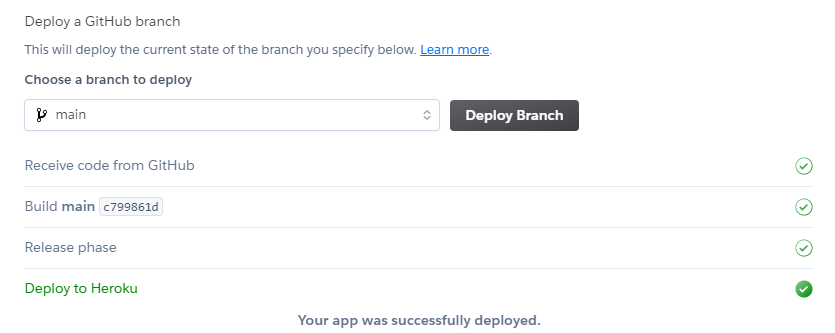 Deploy a GitHub branch
This will deploy the current state of the branch you specify below. Learn more.
Choose a branch to deploy
main
Deploy Branch
Receive code from GitHub
Build main c799861d
Release phase
Deploy to Heroku
Your app was successfully deployed.